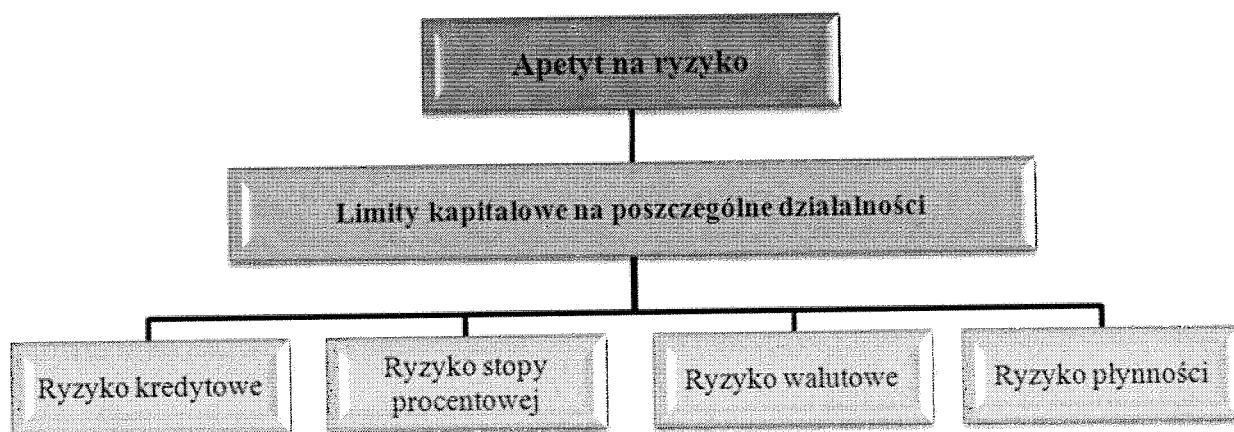 Apetyt na ryzyko
Limity kapitałowe na poszczególne działalności
Ryzyko kredytowe
Ryzyko stopy
procentowej
Ryzyko walutowe
Ryzyko płynności